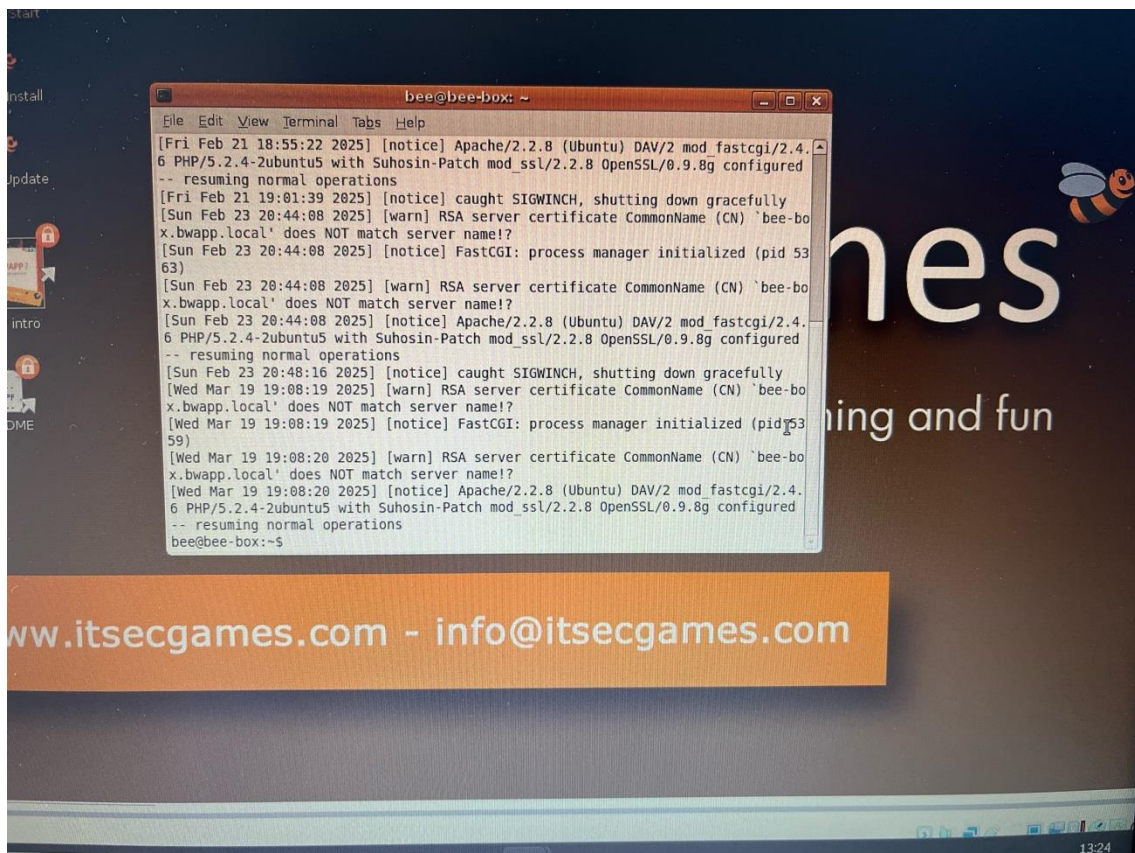 start
Install
Update
intro
OME
bee@bee-box: ~
File Edit View Terminal Tabs Help
[Fri Feb 21 18:55:22 2025] [notice] Apache/2.2.8 (Ubuntu) DAV/2 mod_fastcgi/2.4.
6 PHP/5.2.4-2ubuntu5 with Suhosin-Patch mod_ssl/2.2.8 OpenSSL/0.9.8g configured
-- resuming normal operations
[Fri Feb 21 19:01:39 2025] [notice] caught SIGWINCH, shutting down gracefully
[Sun Feb 23 20:44:08 2025] [warn] RSA server certificate CommonName (CN) `bee-bo
x.bwapp.local' does NOT match server name!?
[Sun Feb 23 20:44:08 2025] [notice] FastCGI: process manager initialized (pid 53
63)
[Sun Feb 23 20:44:08 2025] [warn] RSA server certificate CommonName (CN) `bee-bo
x.bwapp.local' does NOT match server name!?
[Sun Feb 23 20:44:08 2025] [notice] Apache/2.2.8 (Ubuntu) DAV/2 mod_fastcgi/2.4.
6 PHP/5.2.4-2ubuntu5 with Suhosin-Patch mod_ssl/2.2.8 OpenSSL/0.9.8g configured
-- resuming normal operations
[Sun Feb 23 20:48:16 2025] [notice] caught SIGWINCH, shutting down gracefully
[Wed Mar 19 19:08:19 2025] [warn] RSA server certificate CommonName (CN) `bee-bo
x.bwapp.local' does NOT match server name!?
[Wed Mar 19 19:08:19 2025] [notice] FastCGI: process manager initialized (pid 53
59)
[Wed Mar 19 19:08:20 2025] [warn] RSA server certificate CommonName (CN) `bee-bo
x.bwapp.local' does NOT match server name!?
[Wed Mar 19 19:08:20 2025] [notice] Apache/2.2.8 (Ubuntu) DAV/2 mod_fastcgi/2.4.
6 PHP/5.2.4-2ubuntu5 with Suhosin-Patch mod_ssl/2.2.8 OpenSSL/0.9.8g configured
-- resuming normal operations
bee@bee-box:~$
mes
ning and fun
ww.itsecgames.com - info@itsecgames.com
13:24